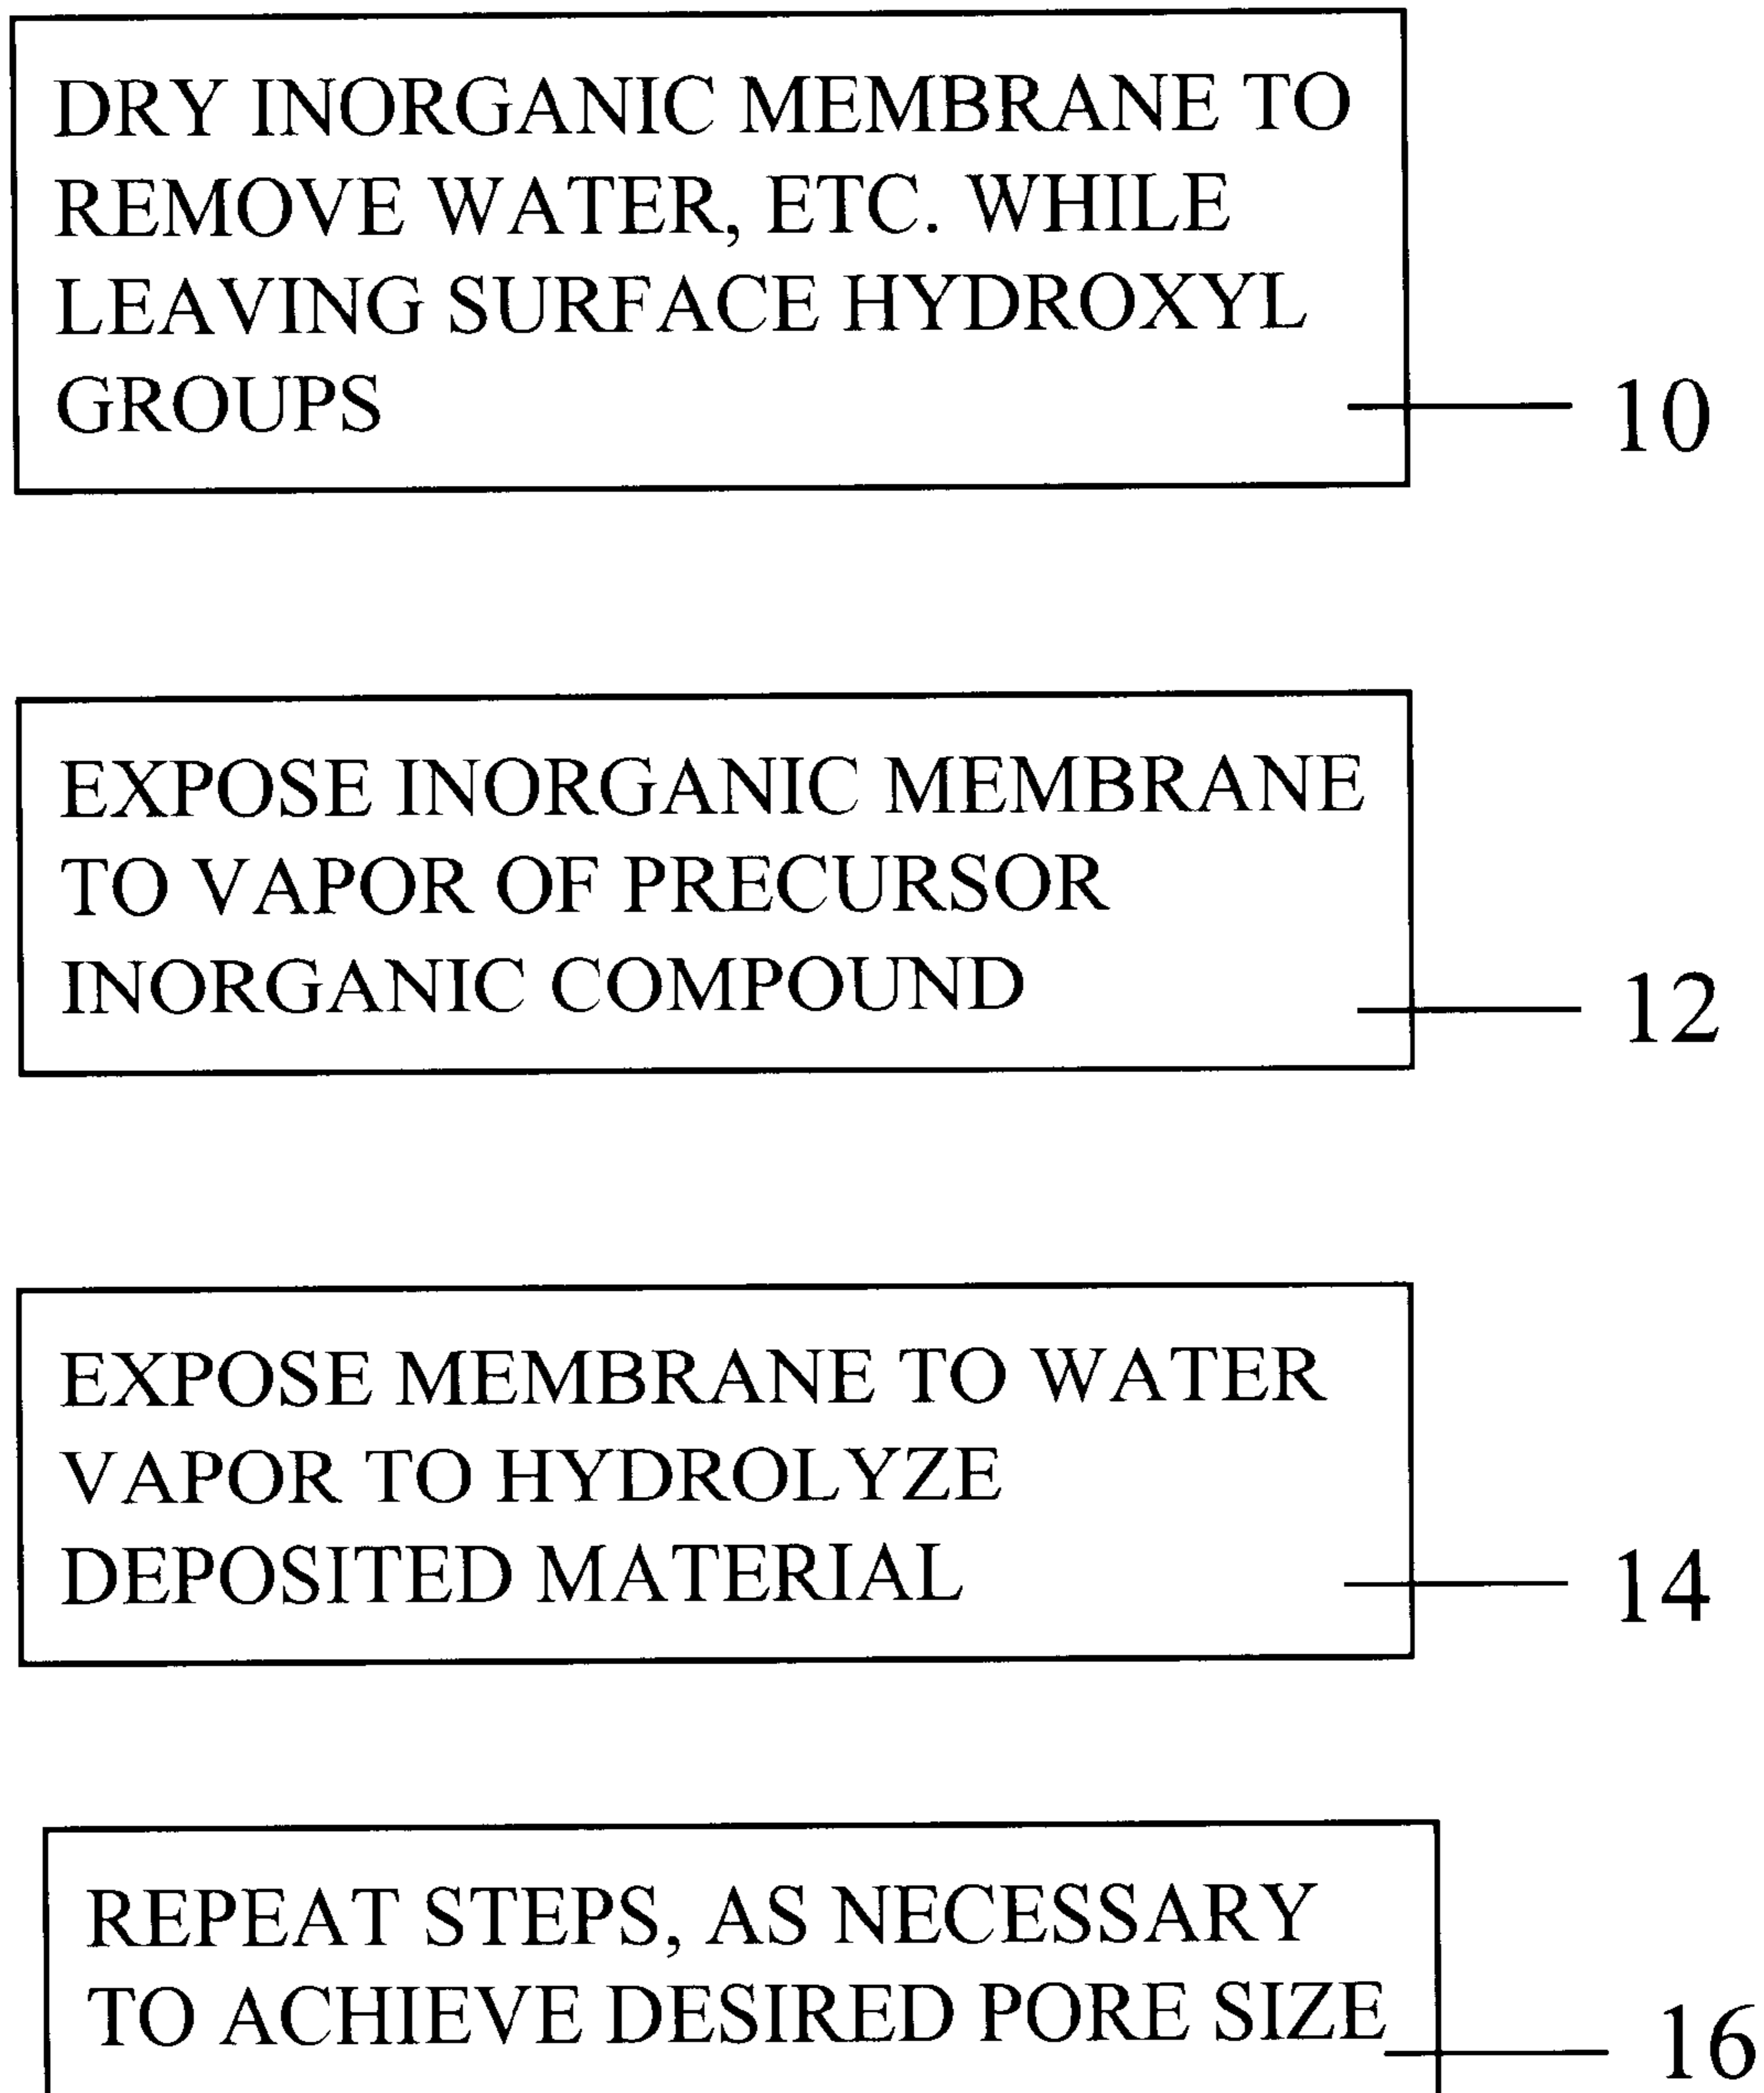 DRY INORGANIC MEMBRANE TO
REMOVE WATER, ETC. WHILE
LEAVING SURFACE HYDROXYL
GROUPS
10
EXPOSE INORGANIC MEMBRANE
TO VAPOR OF PRECURSOR
INORGANIC COMPOUND
12
EXPOSE MEMBRANE TO WATER
VAPOR TO HYDROLYZE
DEPOSITED MATERIAL
14
REPEAT STEPS, AS NECESSARY
TO ACHIEVE DESIRED PORE SIZE
16